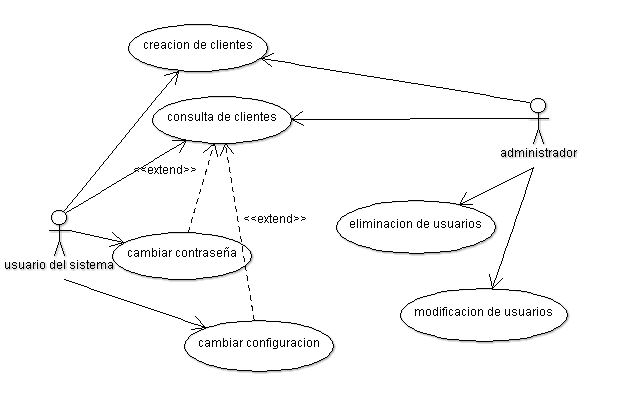 creacion de clientes
consulta de clientes
administrador
<<extend>>
<<extend>>
eliminacion de usuarios
cambiar contraseña
usuario del sistema
modificacion de usuarios
cambiar configuracion